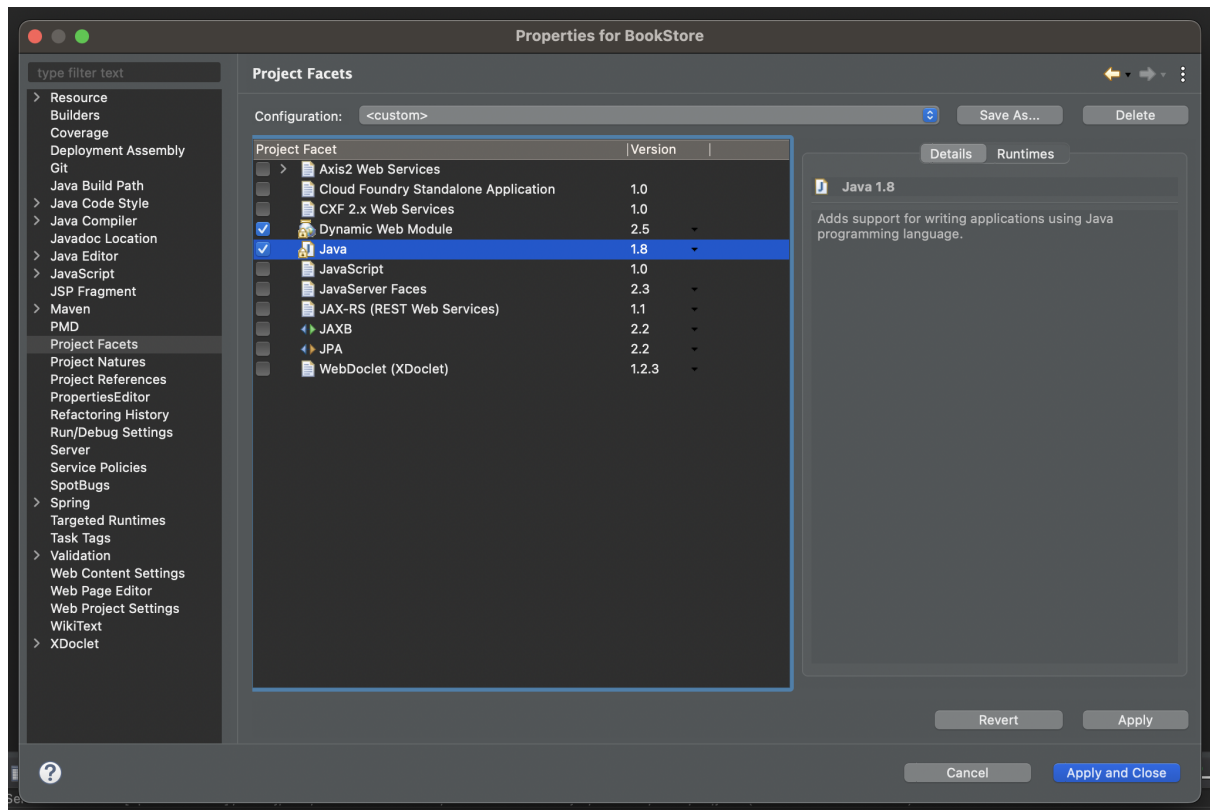 Properties for BookStore
type filter text
Resource
Builders
Coverage
Deployment Assembly
Git
Java Build Path
Java Code Style
Java Compiler
Javadoc Location
Java Editor
JavaScript
JSP Fragment
Maven
PMD
Project Facets
Project Natures
Project References
PropertiesEditor
Refactoring History
Run/Debug Settings
Server
Service Policies
SpotBugs
Spring
Targeted Runtimes
Task Tags
Validation
Web Content Settings
Web Page Editor
Web Project Settings
WikiText
XDoclet
Project Facets
Configuration: <custom> Save As... Delete
Project Facet Version
Axis2 Web Services
Cloud Foundry Standalone Application 1.0
CXF 2.x Web Services 1.0
Dynamic Web Module 2.5
Java 1.8
JavaScript 1.0
JavaServer Faces 2.3
JAX-RS (REST Web Services) 1.1
JAXB 2.2
JPA 2.2
WebDoclet (XDoclet) 1.2.3
Details Runtimes
Java 1.8
Adds support for writing applications using Java
programming language.
Revert Apply
Cancel Apply and Close